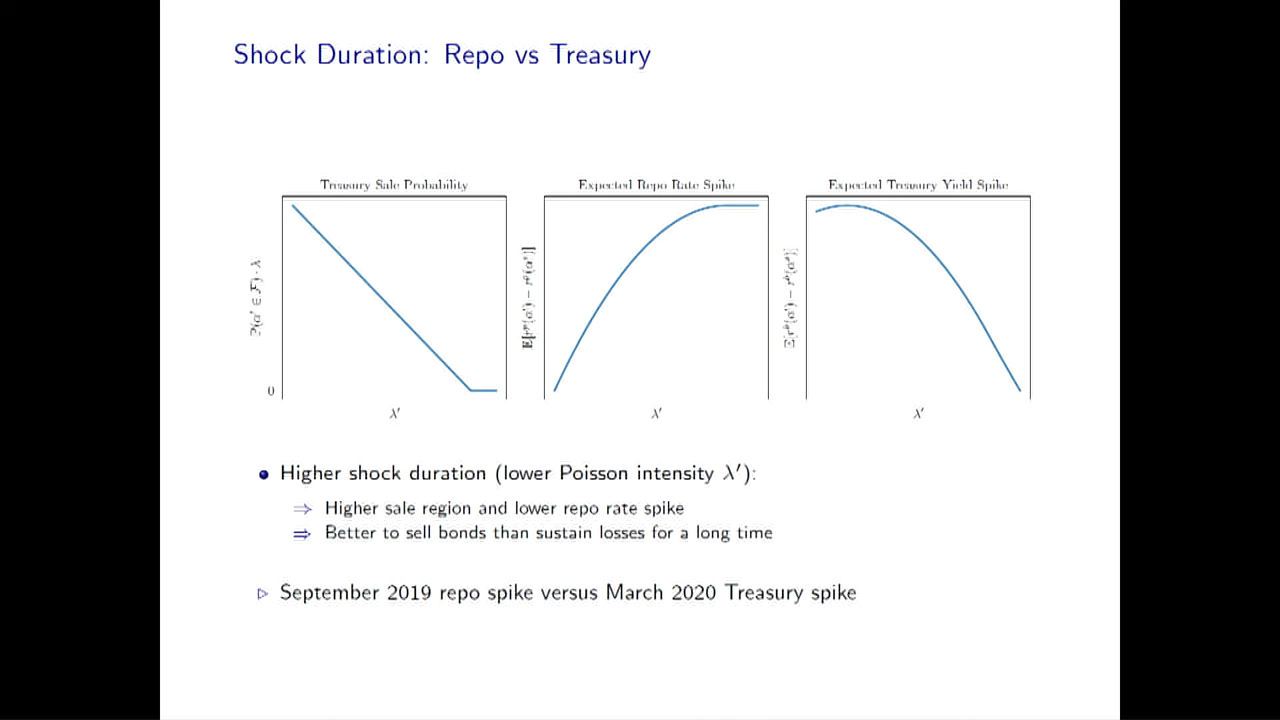 Shock Duration: Repo vs Treasury
Treasury Sale Probability
Expected Repo Rate Spike
Expected Treasury Yield Spike
0
λ′
λ′
λ′
• Higher shock duration (lower Poisson intensity λ′):
⇒ Higher sale region and lower repo rate spike
⇒ Better to sell bonds than sustain losses for a long time
▷ September 2019 repo spike versus March 2020 Treasury spike